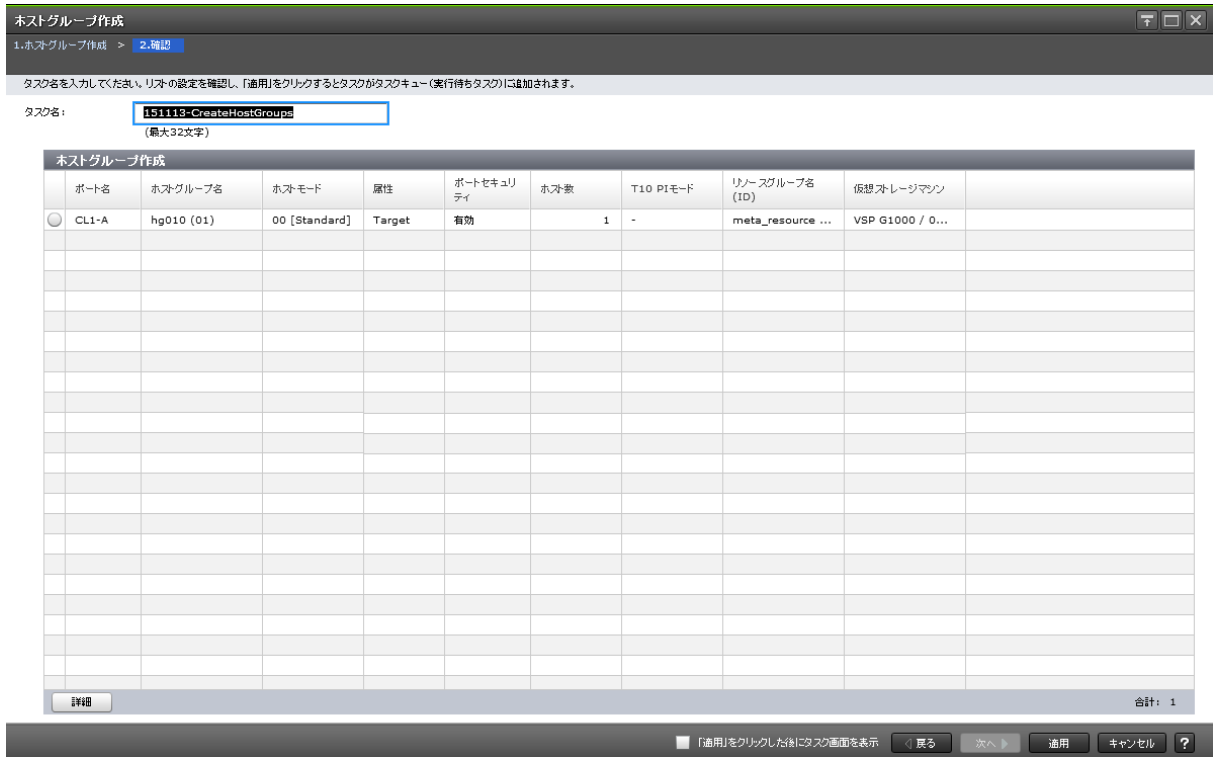 ホストグループ作成
1.ホストグループ作成 > 2.確認
タスク名を入力してください。リストの設定を確認し、「適用」をクリックするとタスクがタスクキュー(実行待ちタスク)に追加されます。
タスク名: 151113-CreateHostGroups
(最大32文字)
ホストグループ作成
ポート名 ホストグループ名 ホストモード 属性 ポートセキュリティ ホスト数 T10 PIモード リソースグループ名(ID) 仮想ストレージマシン
CL1-A hg010 (01) 00 [Standard] Target 有効 1 - meta_resource ... VSP G1000 / 0...
詳細 合計: 1
「適用」をクリックした後にタスク画面を表示 戻る 次へ 適用 キャンセル ?